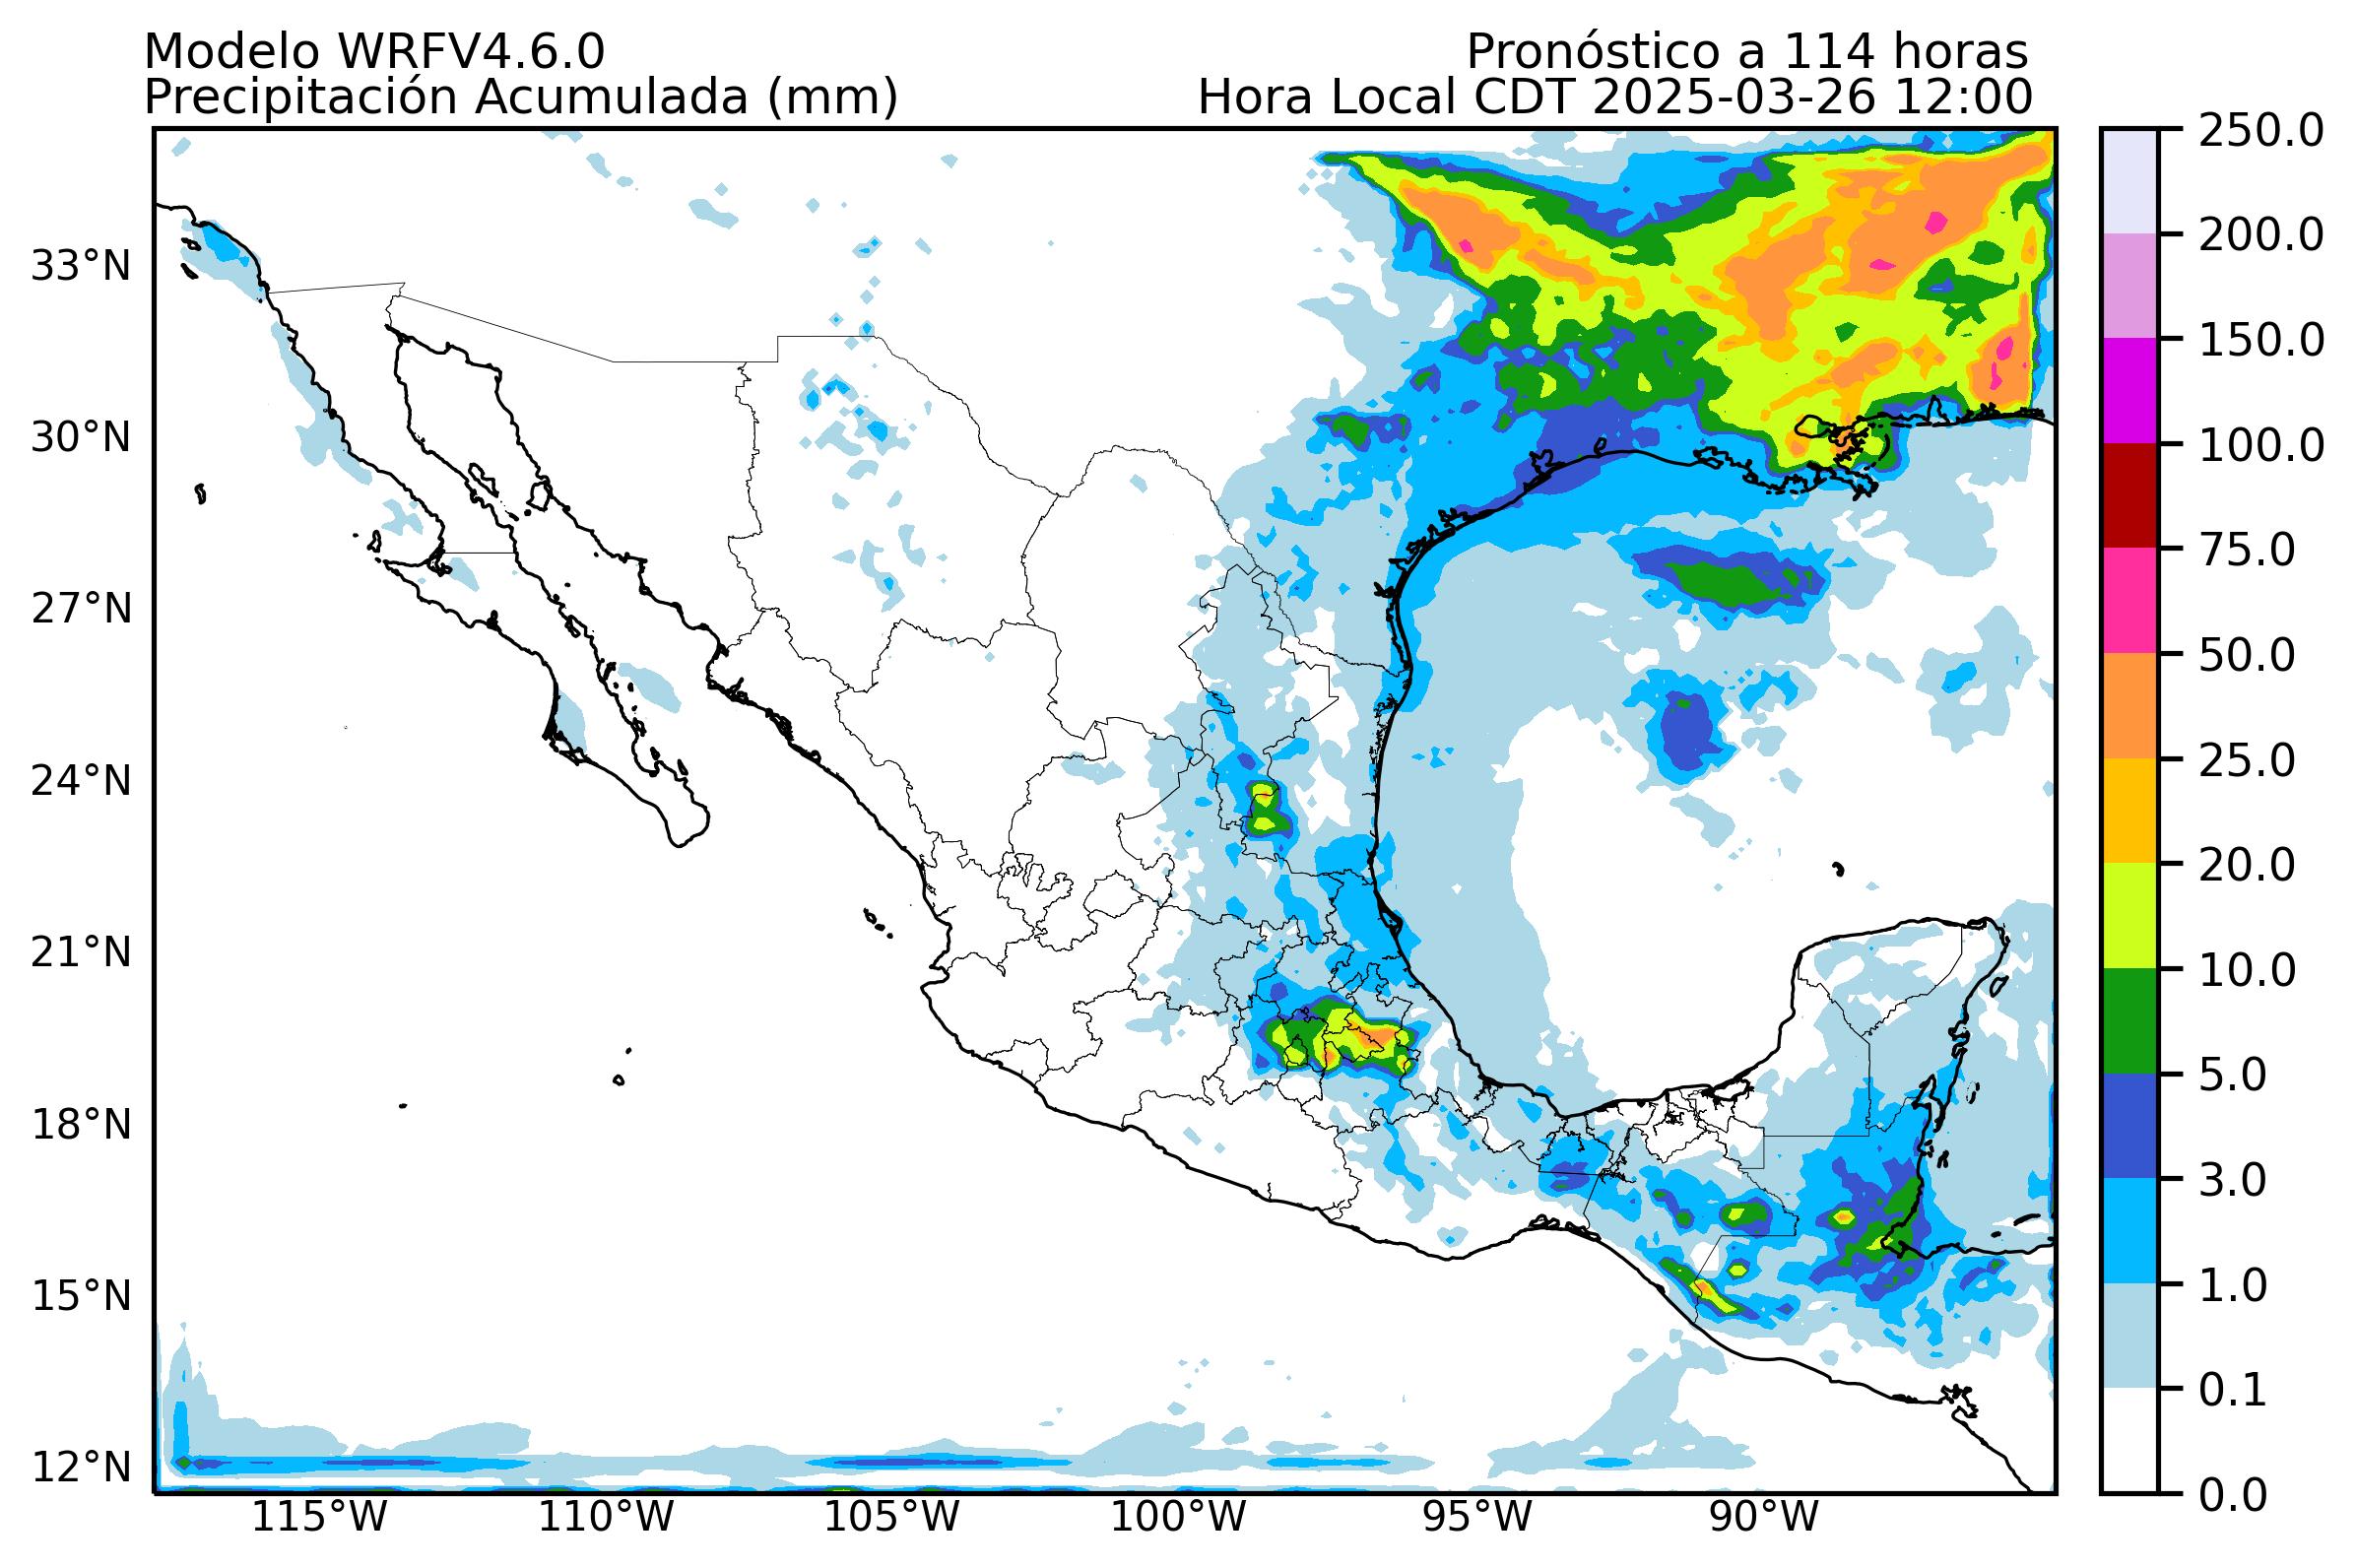 Modelo WRFV4.6.0
Pronóstico a 114 horas
Precipitación Acumulada (mm)
Hora Local CDT 2025-03-26 12:00
33°N
30°N
27°N
24°N
21°N
18°N
15°N
12°N
115°W
110°W
105°W
100°W
95°W
90°W
250.0
200.0
150.0
100.0
75.0
50.0
25.0
20.0
10.0
5.0
3.0
1.0
0.1
0.0